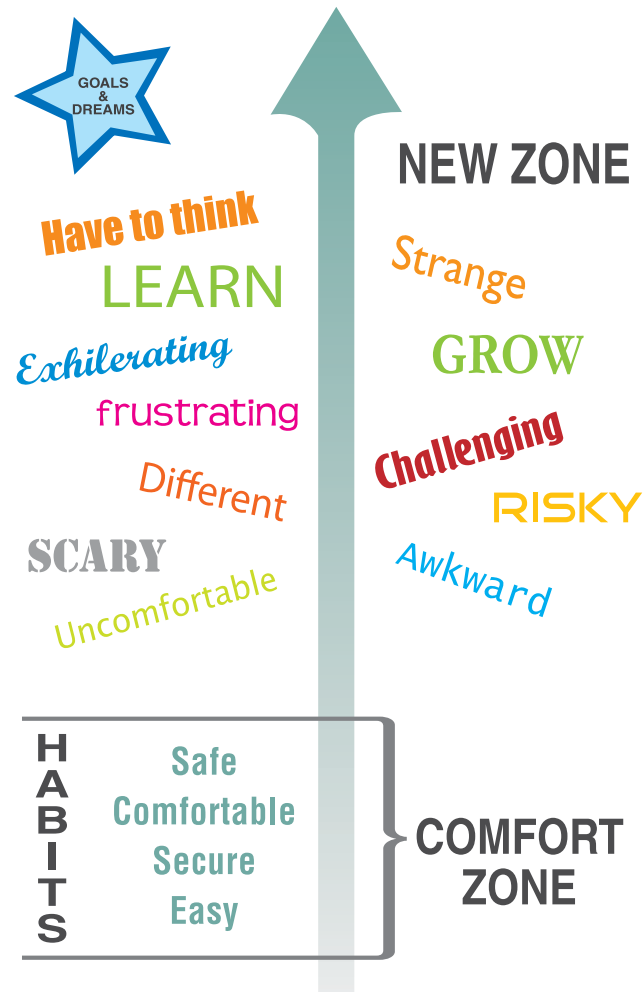 GOALS
&
DREAMS
NEW ZONE
Have to think
Strange
LEARN
GROW
Exhilerating
frustrating
Challenging
Different
RISKY
SCARY
Awkward
Uncomfortable
HABITS
Safe
Comfortable
Secure
Easy
COMFORT
ZONE